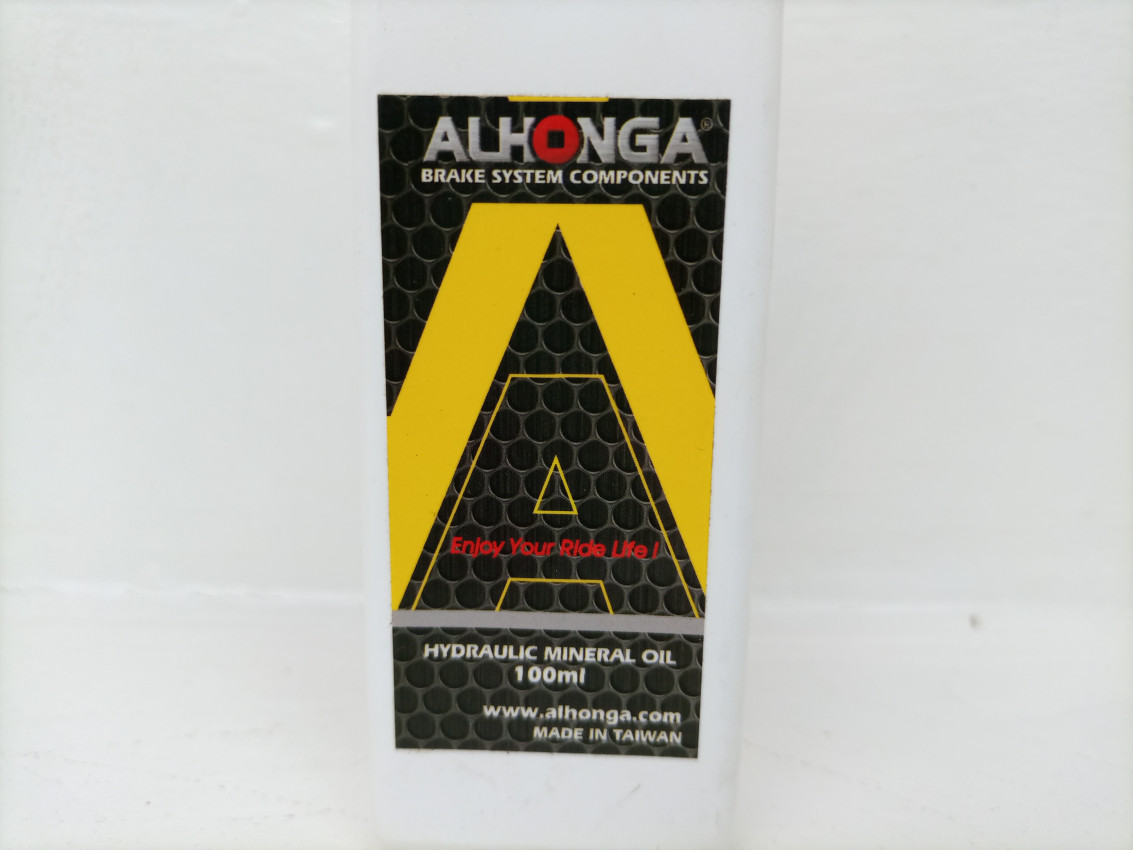 ALHONGA®
BRAKE SYSTEM COMPONENTS
Enjoy Your Ride Life !
HYDRAULIC MINERAL OIL
100ml
www.alhonga.com
MADE IN TAIWAN